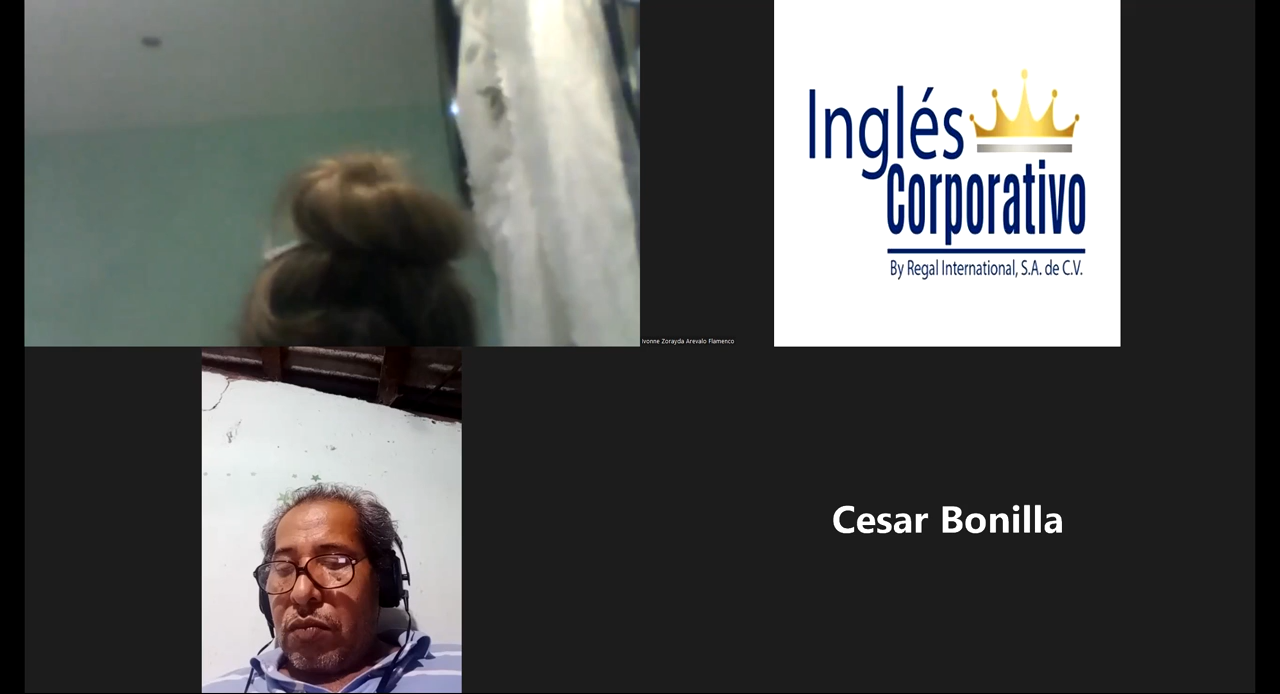 Inglés
Corporativo
By Regal International, S.A. de C.V.
Ivonne Zorayda Arevalo Flamenco
Cesar Bonilla